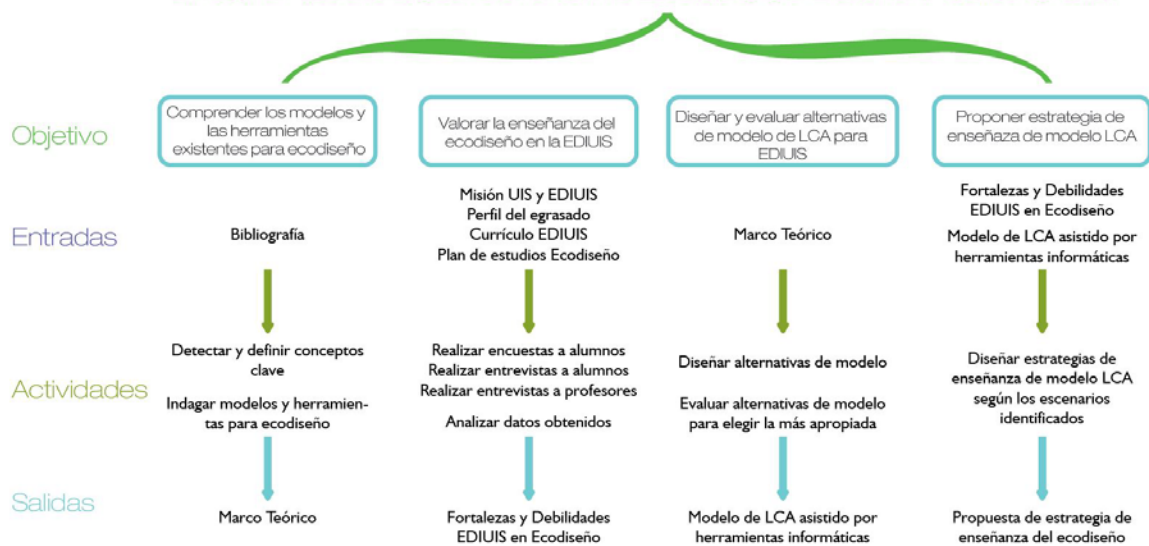 Objetivo
Comprender los modelos y
las herramientas
existentes para ecodiseño
Valorar la enseñanza del
ecodiseño en la EDIUIS
Diseñar y evaluar alternativas
de modelo de LCA para
EDIUIS
Proponer estrategia de
enseñaza de modelo LCA
Entradas
Bibliografía
Misión UIS y EDIUIS
Perfil del egrasado
Currículo EDIUIS
Plan de estudios Ecodiseño
Marco Teórico
Fortalezas y Debilidades
EDIUIS en Ecodiseño
Modelo de LCA asistido por
herramientas informáticas
Actividades
Detectar y definir conceptos
clave
Indagar modelos y herramien-
tas para ecodiseño
Realizar encuestas a alumnos
Realizar entrevistas a alumnos
Realizar entrevistas a profesores
Analizar datos obtenidos
Diseñar alternativas de modelo
Evaluar alternativas de modelo
para elegir la más apropiada
Diseñar estrategias de
enseñanza de modelo LCA
según los escenarios
identificados
Salidas
Marco Teórico
Fortalezas y Debilidades
EDIUIS en Ecodiseño
Modelo de LCA asistido por
herramientas informáticas
Propuesta de estrategia de
enseñanza del ecodiseño